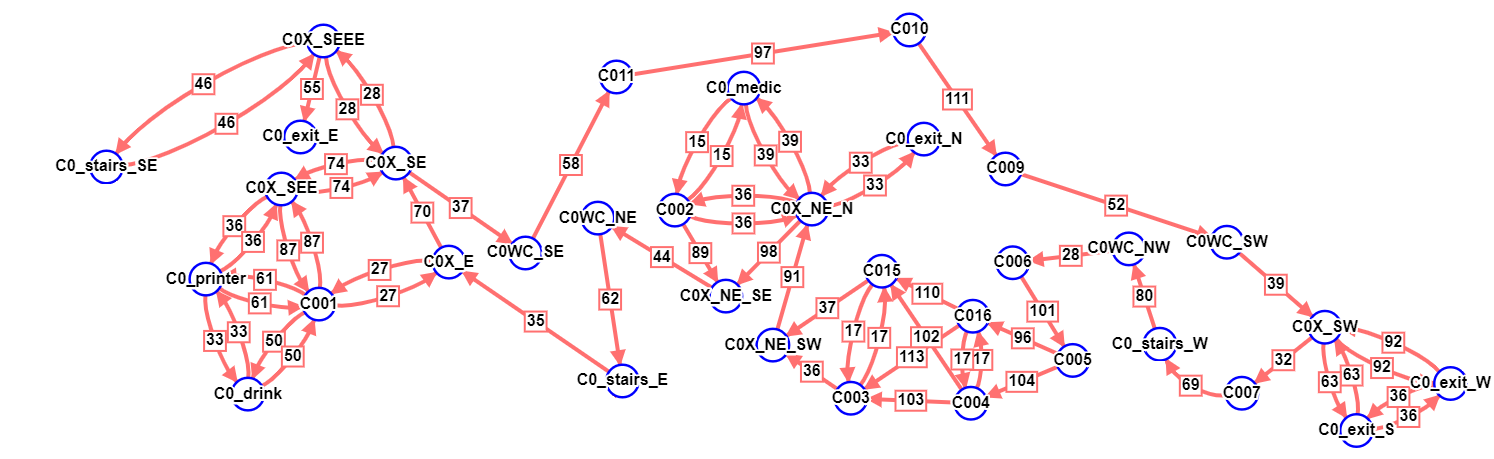 C0X_SEEE
C010
97
C011
46
55
28
28
C0_medic
111
46
C0_exit_E
15
15
39
39
C0_exit_N
33
33
C0_stairs_SE
74
C0X_SE
58
C009
74
C0X_SEE
36
36
C002
36
C0X_NE_N
52
37
70
C0WC_NE
36
36
87
87
C0WC_SE
89
98
91
44
C0WC_NW
28
C0WC_SW
C0X_E
27
27
C006
C0_printer
61
61
C001
62
C0X_NE_SE
C015
110
101
80
39
37
17
17
C016
35
33
33
50
50
C0X_NE_SW
102
113
96
17
17
C005
C0_stairs_W
C0X_SW
92
92
32
36
104
69
63
63
C0_exit_W
C0_drink
C0_stairs_E
C003
103
C004
C007
36
36
C0_exit_S